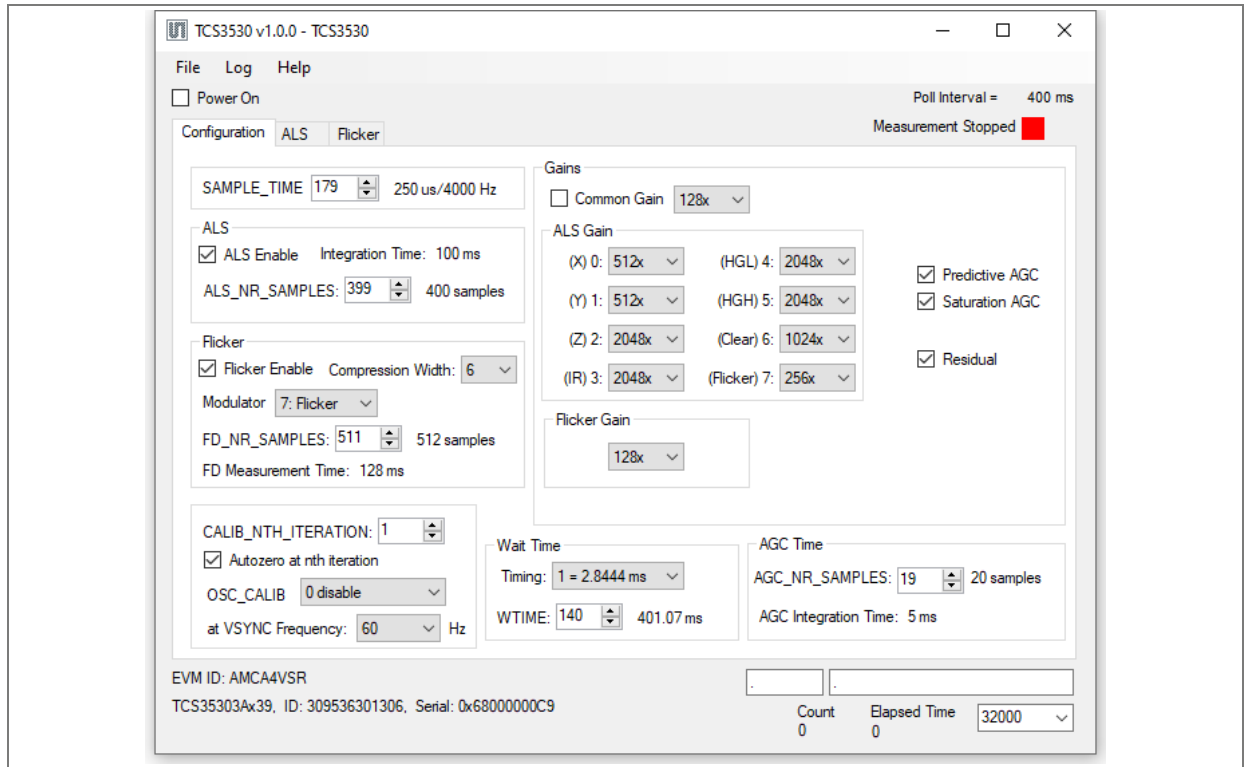 TCS3530 v1.0.0 - TCS3530
File Log Help
Power On
Poll Interval = 400 ms
Measurement Stopped
Configuration ALS Flicker
SAMPLE_TIME 179 250 us/4000 Hz
ALS
ALS Enable Integration Time: 100 ms
ALS_NR_SAMPLES: 399 400 samples
Flicker
Flicker Enable Compression Width: 6
Modulator 7: Flicker
FD_NR_SAMPLES: 511 512 samples
FD Measurement Time: 128 ms
Gains
Common Gain 128x
ALS Gain
(X) 0: 512x (HGL) 4: 2048x
(Y) 1: 512x (HGH) 5: 2048x
(Z) 2: 2048x (Clear) 6: 1024x
(IR) 3: 2048x (Flicker) 7: 256x
Predictive AGC
Saturation AGC
Residual
Flicker Gain
128x
CALIB_NTH_ITERATION: 1
Autozero at nth iteration
OSC_CALIB 0 disable
at VSYNC Frequency: 60 Hz
Wait Time
Timing: 1 = 2.8444 ms
WTIME: 140 401.07 ms
AGC Time
AGC_NR_SAMPLES: 19 20 samples
AGC Integration Time: 5 ms
EVM ID: AMCA4VSR
. .
TCS35303Ax39, ID: 309536301306, Serial: 0x68000000C9
Count Elapsed Time 32000
0 0